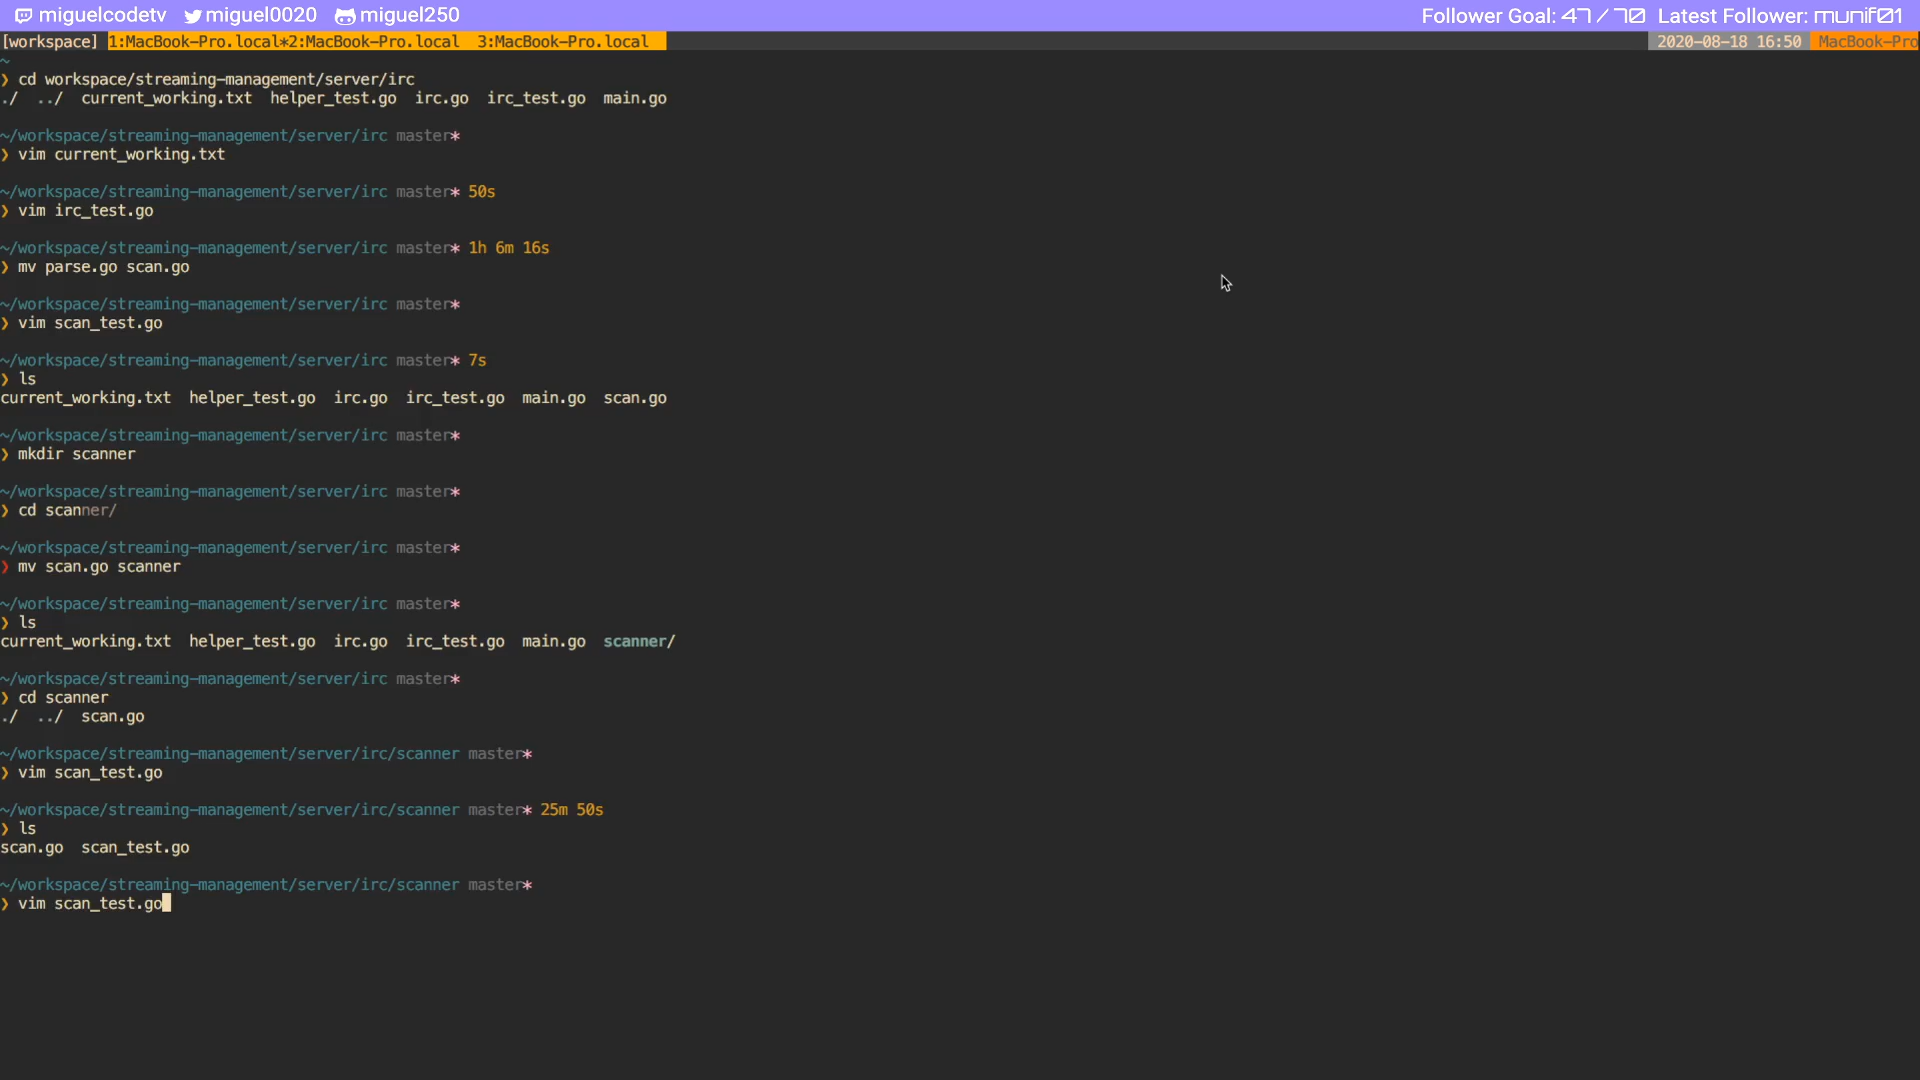 miguelcodetv miguel0020 miguel250 Follower Goal: 47 / 70 Latest Follower: munif01
[workspace] 1:MacBook-Pro.local*2:MacBook-Pro.local 3:MacBook-Pro.local 2020-08-18 16:50 MacBook-Pro
~
❯ cd workspace/streaming-management/server/irc
./ ../ current_working.txt helper_test.go irc.go irc_test.go main.go
~/workspace/streaming-management/server/irc master*
❯ vim current_working.txt
~/workspace/streaming-management/server/irc master* 50s
❯ vim irc_test.go
~/workspace/streaming-management/server/irc master* 1h 6m 16s
❯ mv parse.go scan.go
~/workspace/streaming-management/server/irc master*
❯ vim scan_test.go
~/workspace/streaming-management/server/irc master* 7s
❯ ls
current_working.txt helper_test.go irc.go irc_test.go main.go scan.go
~/workspace/streaming-management/server/irc master*
❯ mkdir scanner
~/workspace/streaming-management/server/irc master*
❯ cd scanner/
~/workspace/streaming-management/server/irc master*
❯ mv scan.go scanner
~/workspace/streaming-management/server/irc master*
❯ ls
current_working.txt helper_test.go irc.go irc_test.go main.go scanner/
~/workspace/streaming-management/server/irc master*
❯ cd scanner
./ ../ scan.go
~/workspace/streaming-management/server/irc/scanner master*
❯ vim scan_test.go
~/workspace/streaming-management/server/irc/scanner master* 25m 50s
❯ ls
scan.go scan_test.go
~/workspace/streaming-management/server/irc/scanner master*
❯ vim scan_test.go